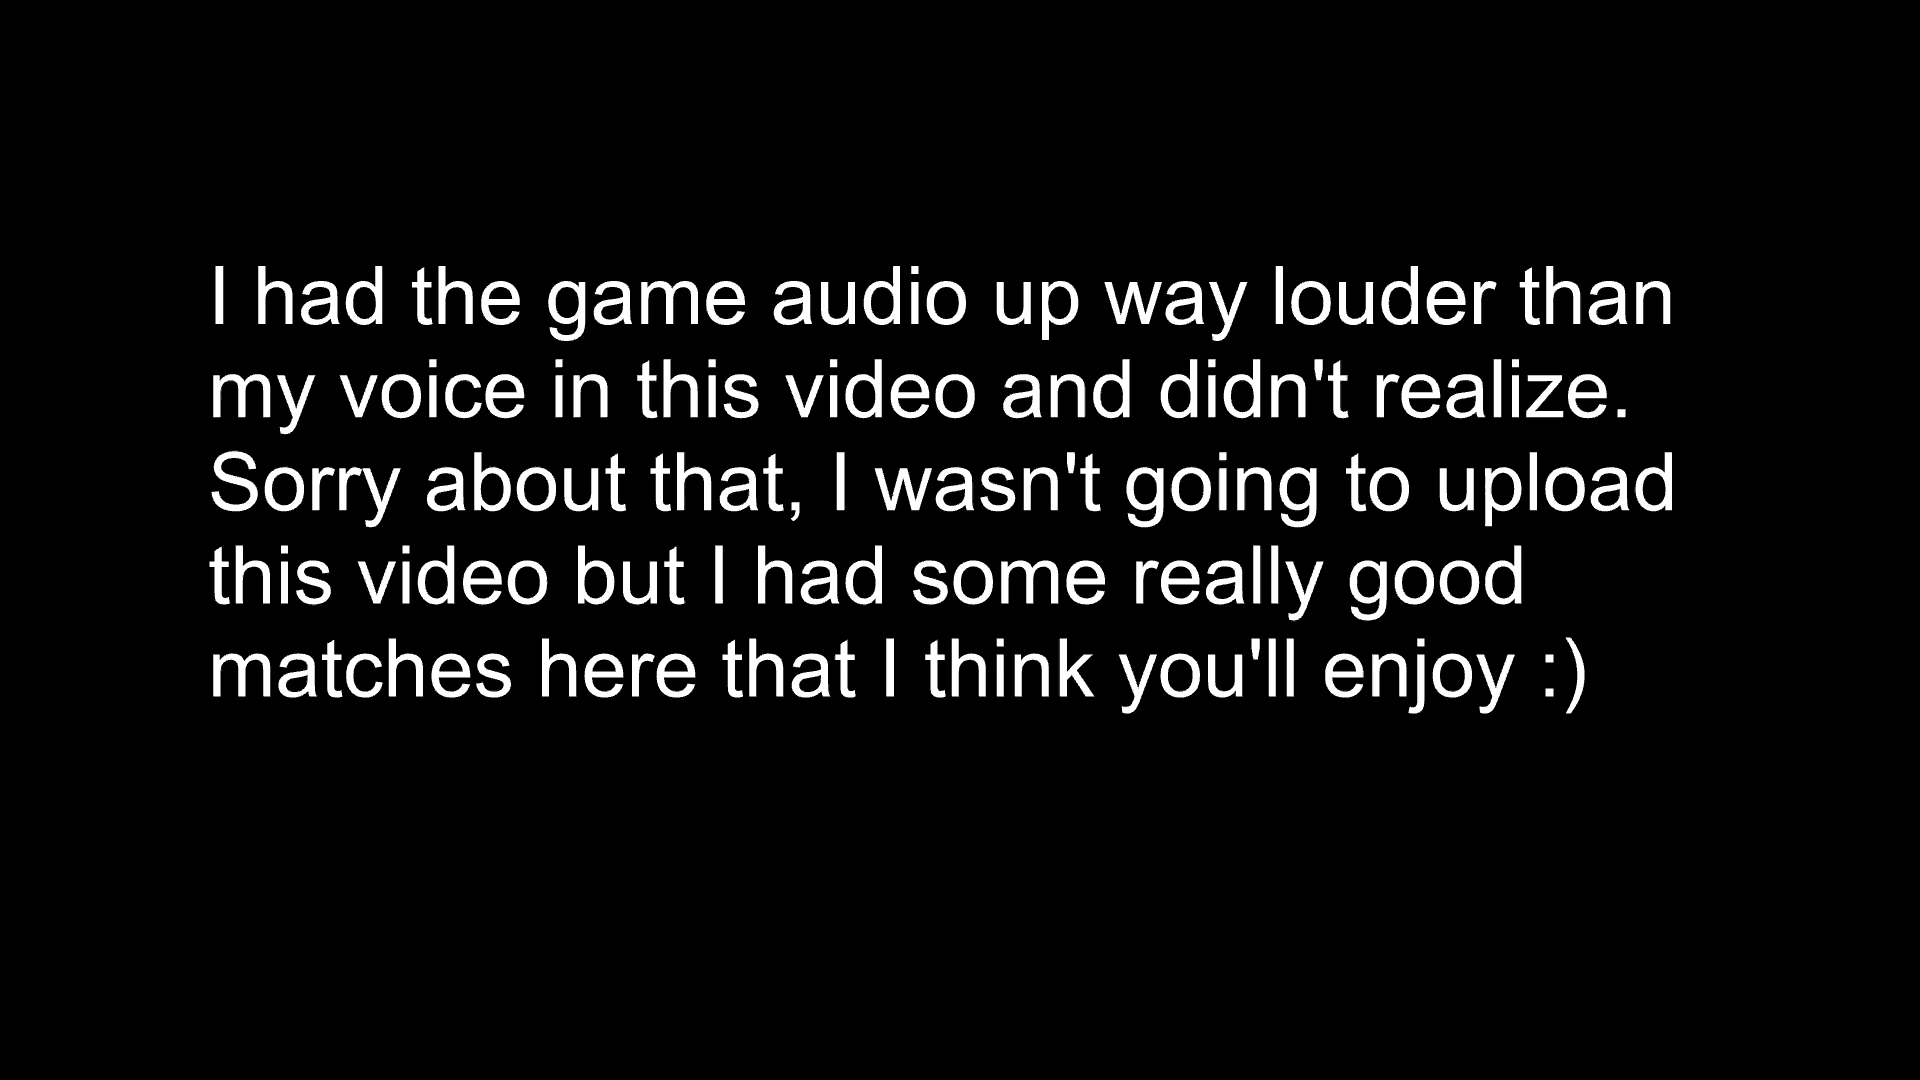 I had the game audio up way louder than
my voice in this video and didn't realize.
Sorry about that, I wasn't going to upload
this video but I had some really good
matches here that I think you'll enjoy :)